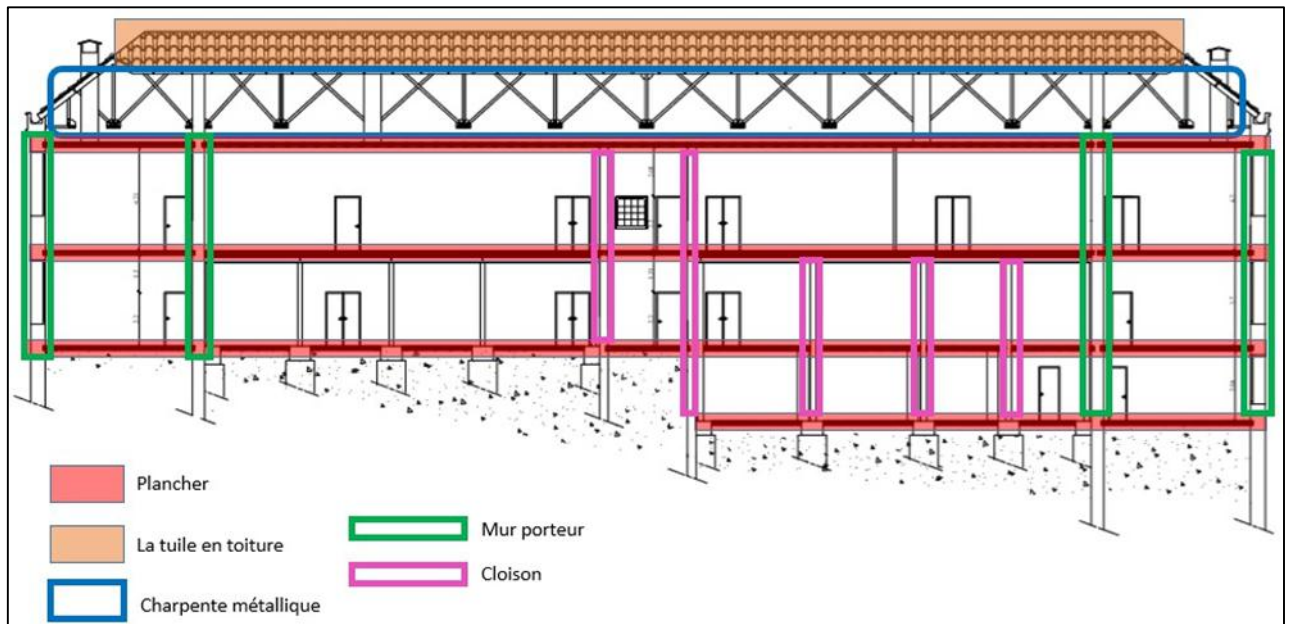 Plancher
La tuile en toiture
Charpente métallique
Mur porteur
Cloison